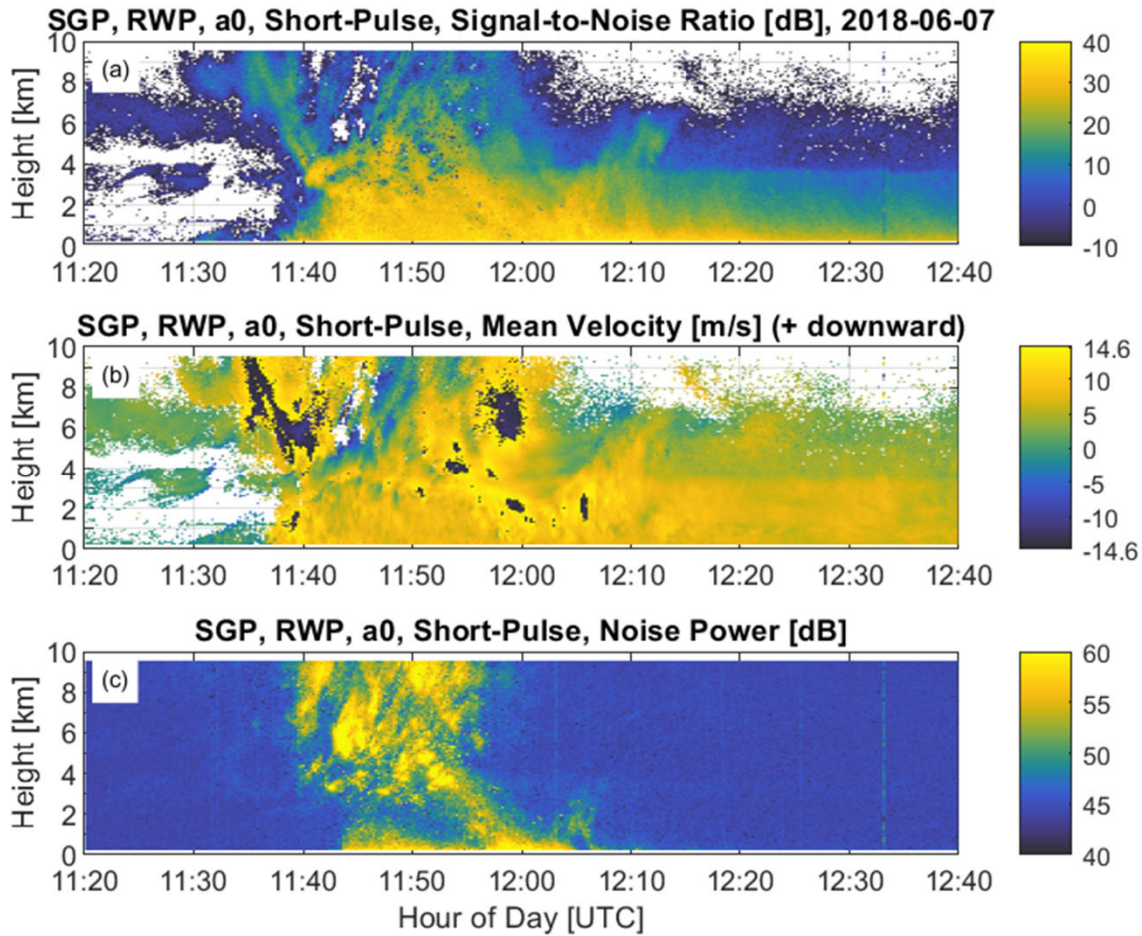 SGP, RWP, a0, Short-Pulse, Signal-to-Noise Ratio [dB], 2018-06-07
(a)
Height [km]
10
8
6
4
2
0
11:20 11:30 11:40 11:50 12:00 12:10 12:20 12:30 12:40
40
30
20
10
0
-10
SGP, RWP, a0, Short-Pulse, Mean Velocity [m/s] (+ downward)
(b)
Height [km]
10
8
6
4
2
0
11:20 11:30 11:40 11:50 12:00 12:10 12:20 12:30 12:40
14.6
10
5
0
-5
-10
-14.6
SGP, RWP, a0, Short-Pulse, Noise Power [dB]
(c)
Height [km]
10
8
6
4
2
0
11:20 11:30 11:40 11:50 12:00 12:10 12:20 12:30 12:40
60
55
50
45
40
Hour of Day [UTC]